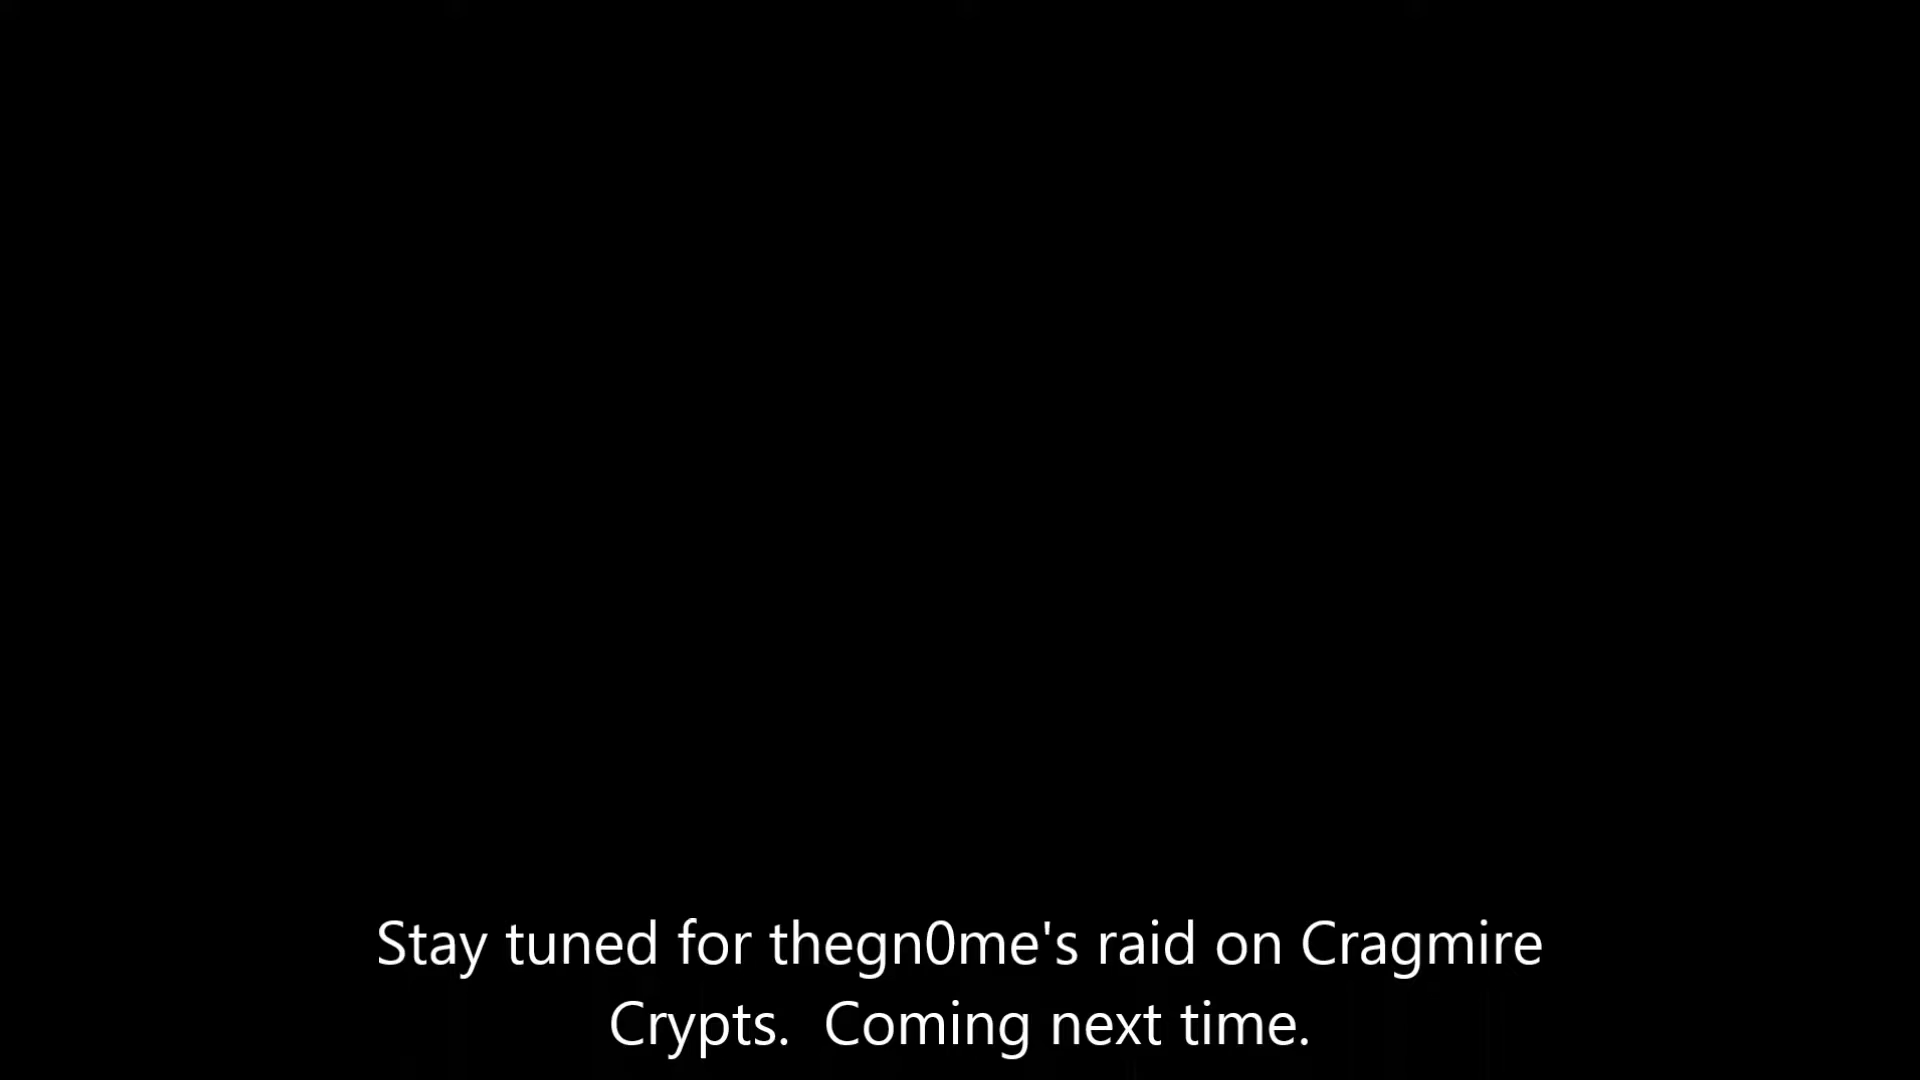 Stay tuned for thegn0me's raid on Cragmire
Crypts.  Coming next time.